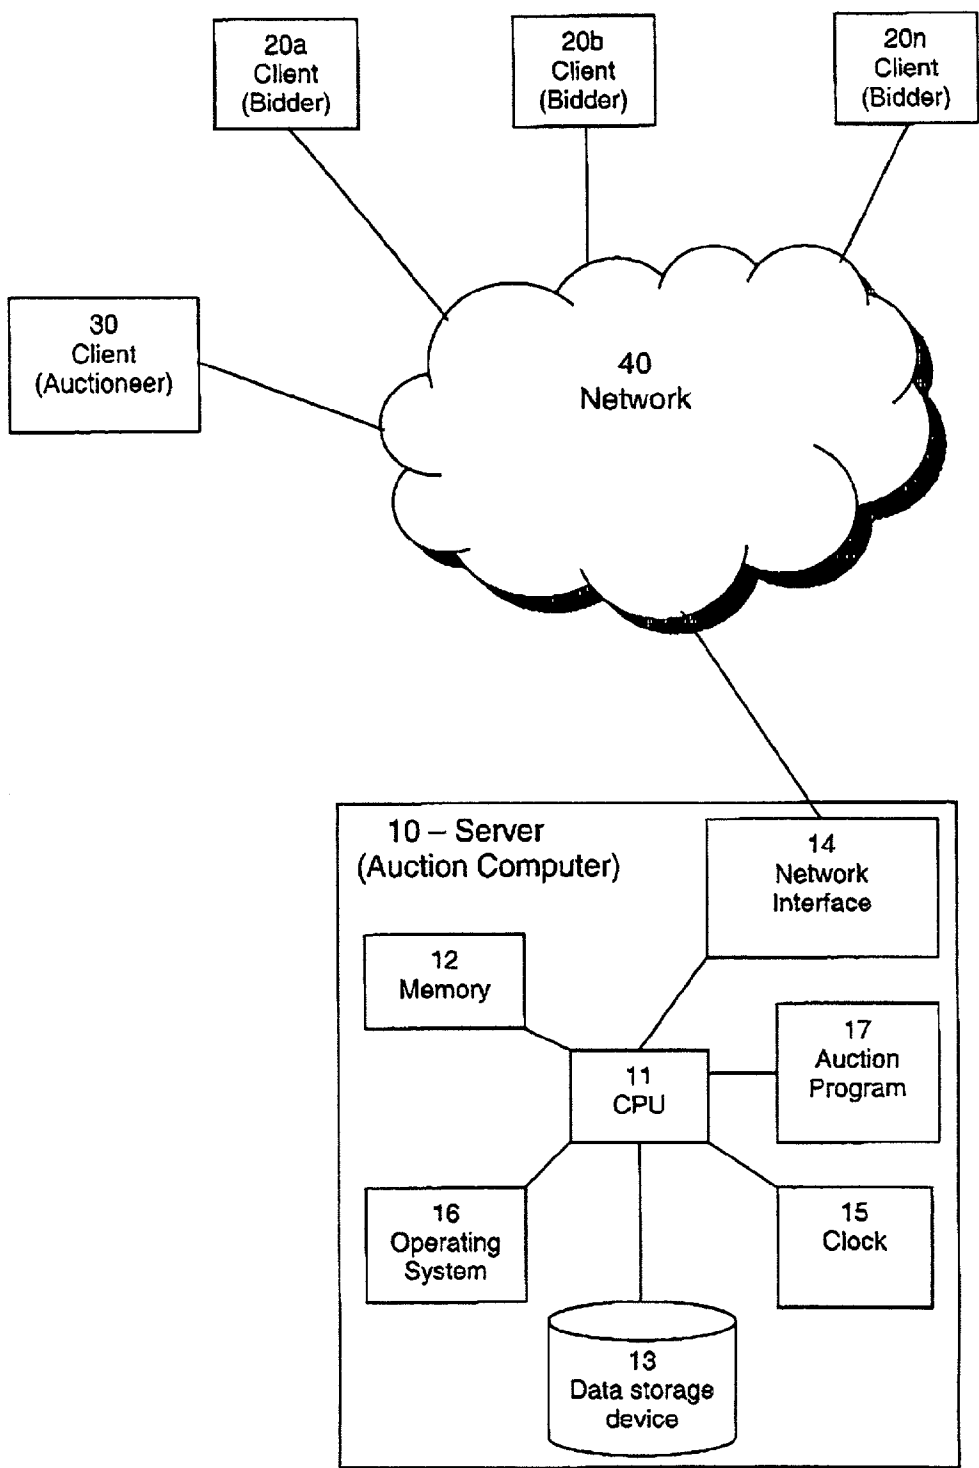 20a
Client
(Bidder)
20b
Client
(Bidder)
20n
Client
(Bidder)
30
Client
(Auctioneer)
40
Network
10 – Server
(Auction Computer)
14
Network
Interface
12
Memory
17
Auction
Program
11
CPU
16
Operating
System
15
Clock
13
Data storage
device